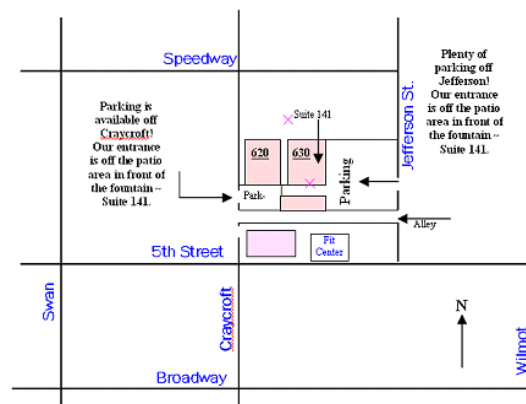 Speedway
Plenty of
parking off
Jefferson!
Our entrance
is off the patio
area in front of
the fountain ~
Suite 141.
Jefferson St.
Parking is
available off
Craycroft!
Our entrance
is off the patio
area in front of
the fountain ~
Suite 141.
Suite 141
620
630
Parking
Park-
Alley
5th Street
Fit
Center
Swan
Craycroft
N
Wilmot
Broadway